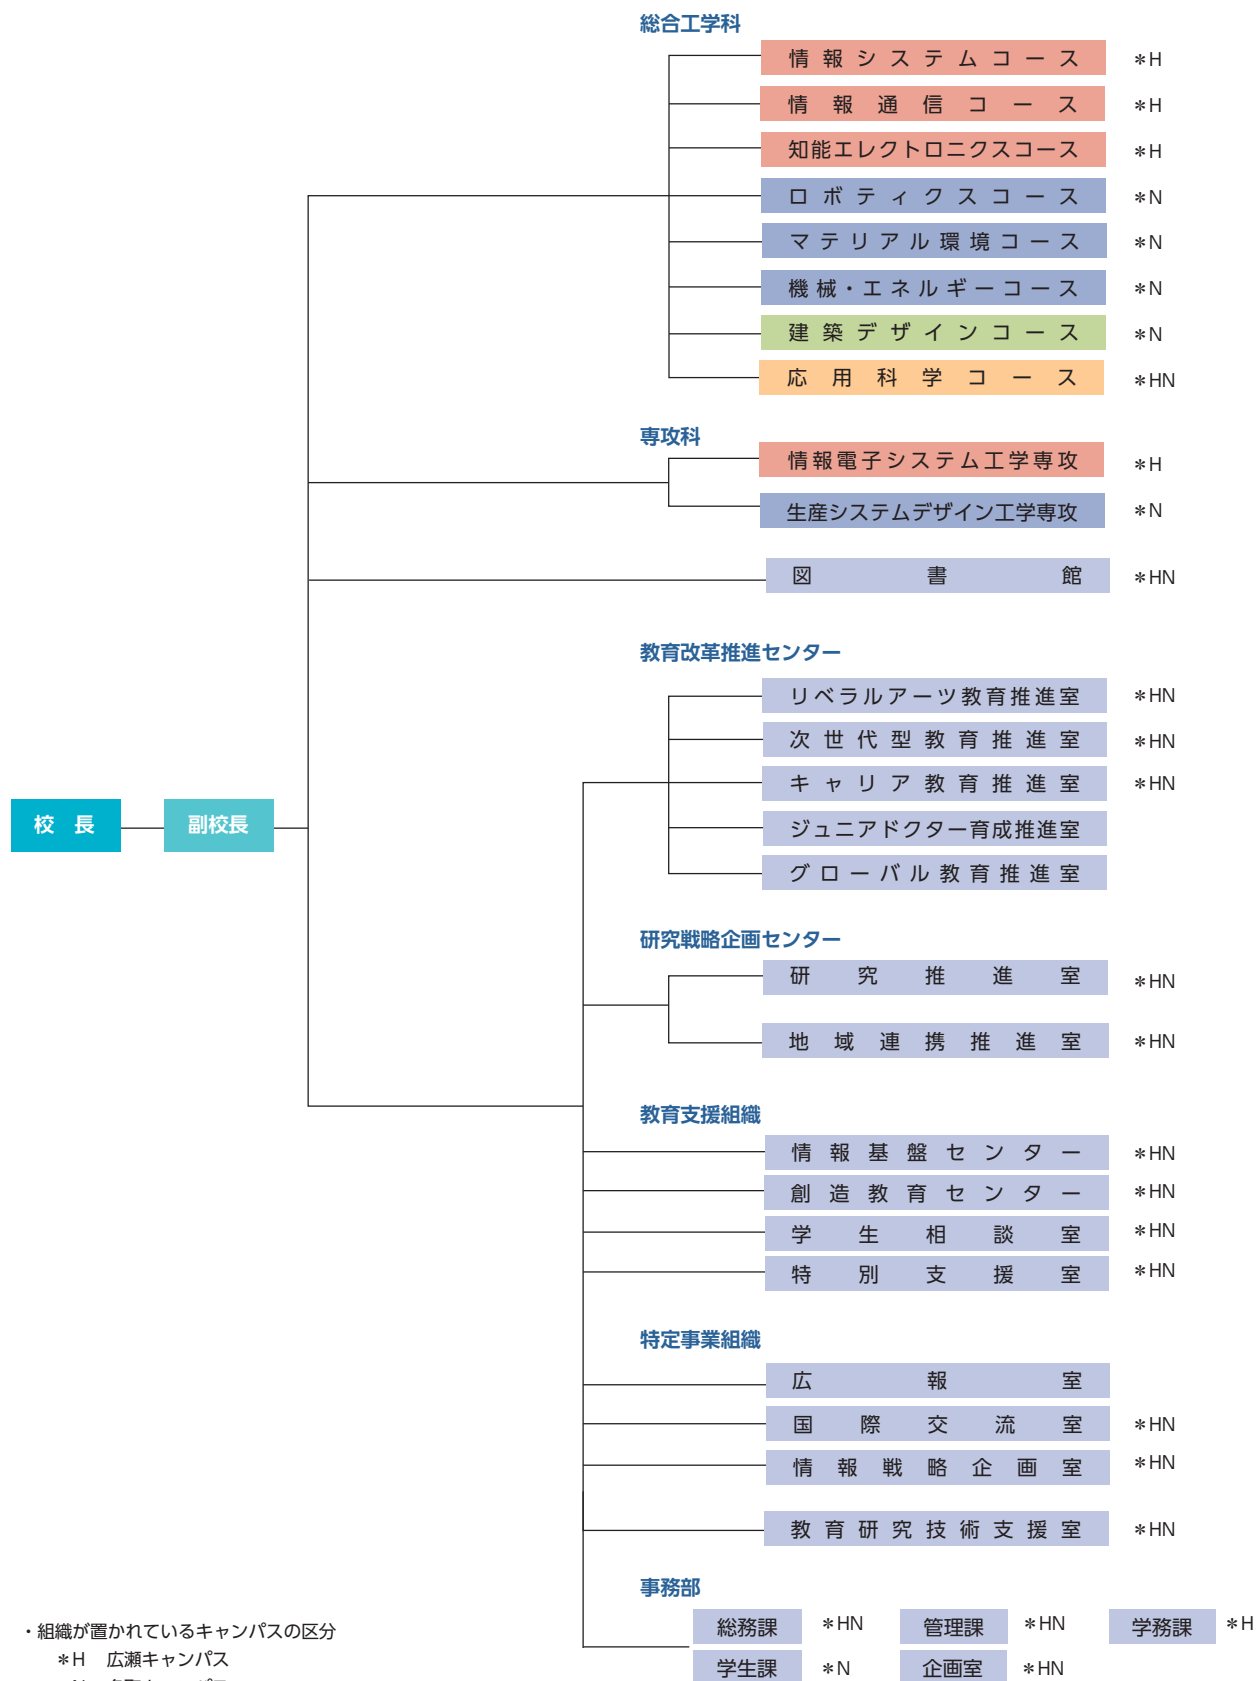 総合工学科
情報システムコース ＊H
情報通信コース ＊H
知能エレクトロニクスコース ＊H
ロボティクスコース ＊N
マテリアル環境コース ＊N
機械・エネルギーコース ＊N
建築デザインコース ＊N
応用科学コース ＊HN
専攻科
情報電子システム工学専攻 ＊H
生産システムデザイン工学専攻 ＊N
図書館 ＊HN
教育改革推進センター
リベラルアーツ教育推進室 ＊HN
次世代型教育推進室 ＊HN
キャリア教育推進室 ＊HN
校長 副校長
ジュニアドクター育成推進室
グローバル教育推進室
研究戦略企画センター
研究推進室 ＊HN
地域連携推進室 ＊HN
教育支援組織
情報基盤センター ＊HN
創造教育センター ＊HN
学生相談室 ＊HN
特別支援室 ＊HN
特定事業組織
広報室
国際交流室 ＊HN
情報戦略企画室 ＊HN
教育研究技術支援室 ＊HN
事務部
総務課 ＊HN 管理課 ＊HN 学務課 ＊H
学生課 ＊N 企画室 ＊HN
・組織が置かれているキャンパスの区分
＊H 広瀬キャンパス